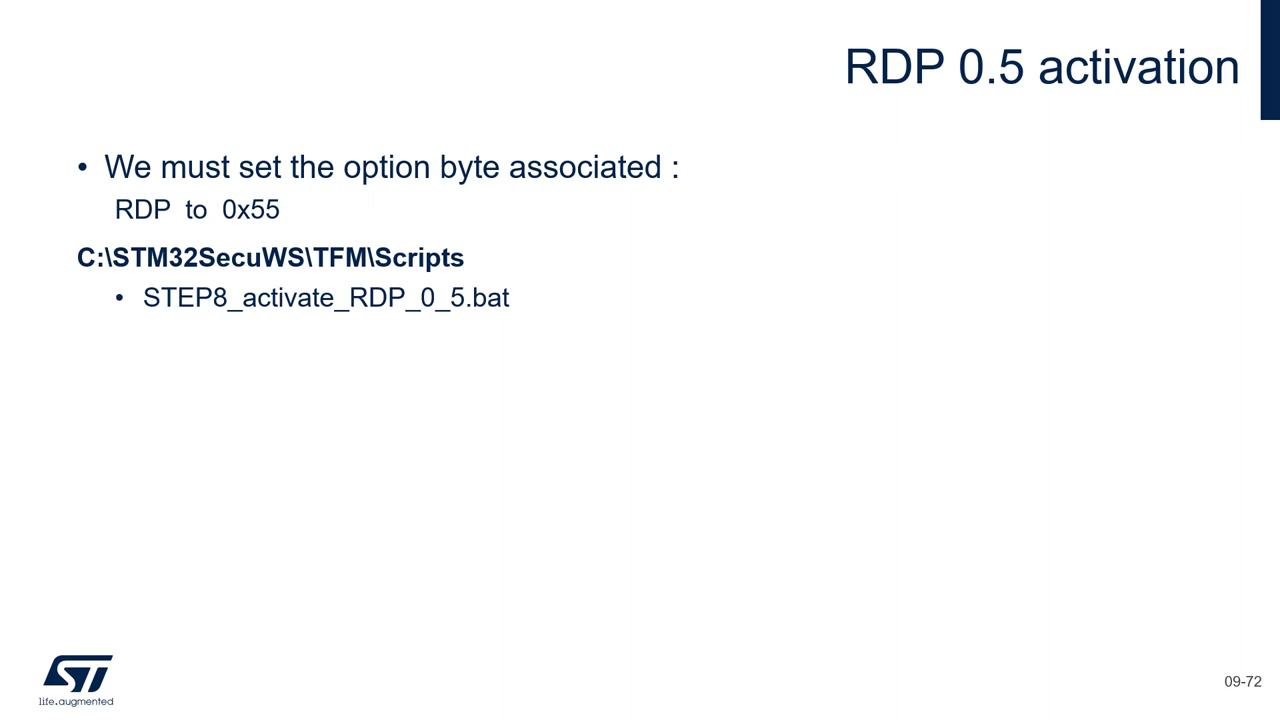 RDP 0.5 activation
• We must set the option byte associated :
RDP to 0x55
C:\STM32SecuWS\TFM\Scripts
• STEP8_activate_RDP_0_5.bat
ST
life.augmented
09-72